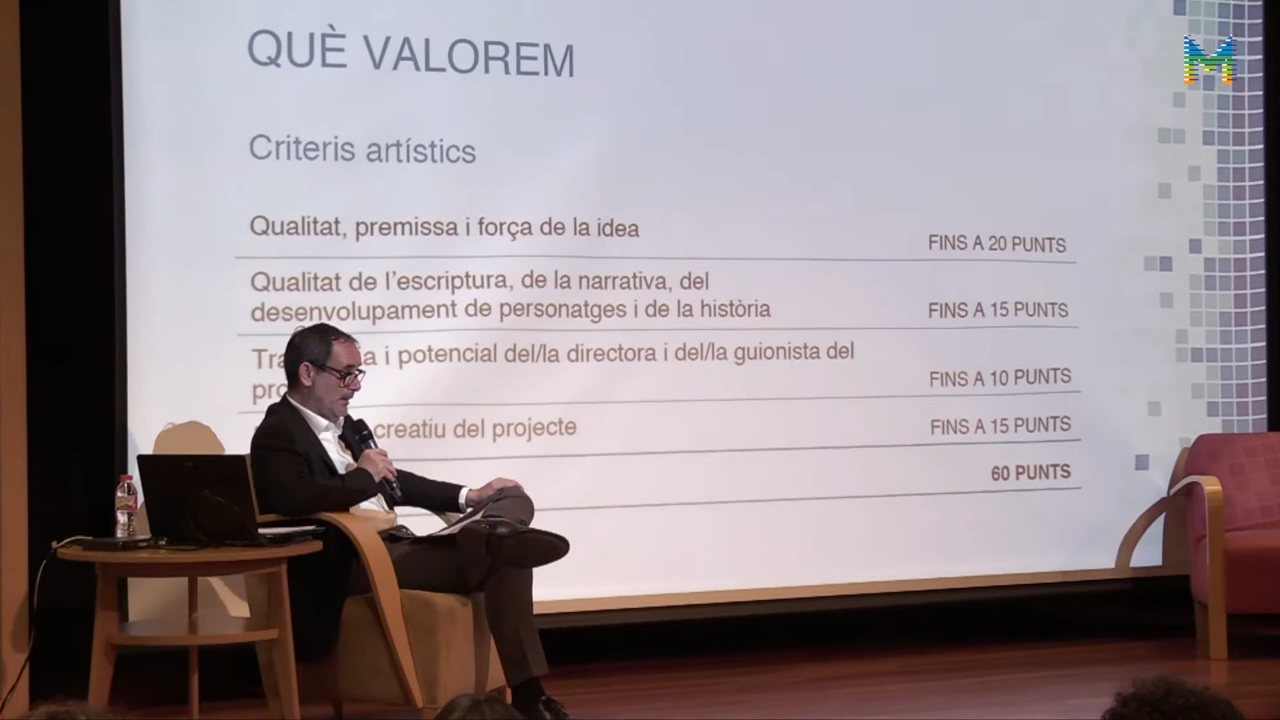 QUÈ VALOREM
Criteris artístics
Qualitat, premissa i força de la idea
FINS A 20 PUNTS
Qualitat de l'escriptura, de la narrativa, del
desenvolupament de personatges i de la història
FINS A 15 PUNTS
i potencial del/la directora i del/la guionista del
FINS A 10 PUNTS
creatiu del projecte
FINS A 15 PUNTS
60 PUNTS
M